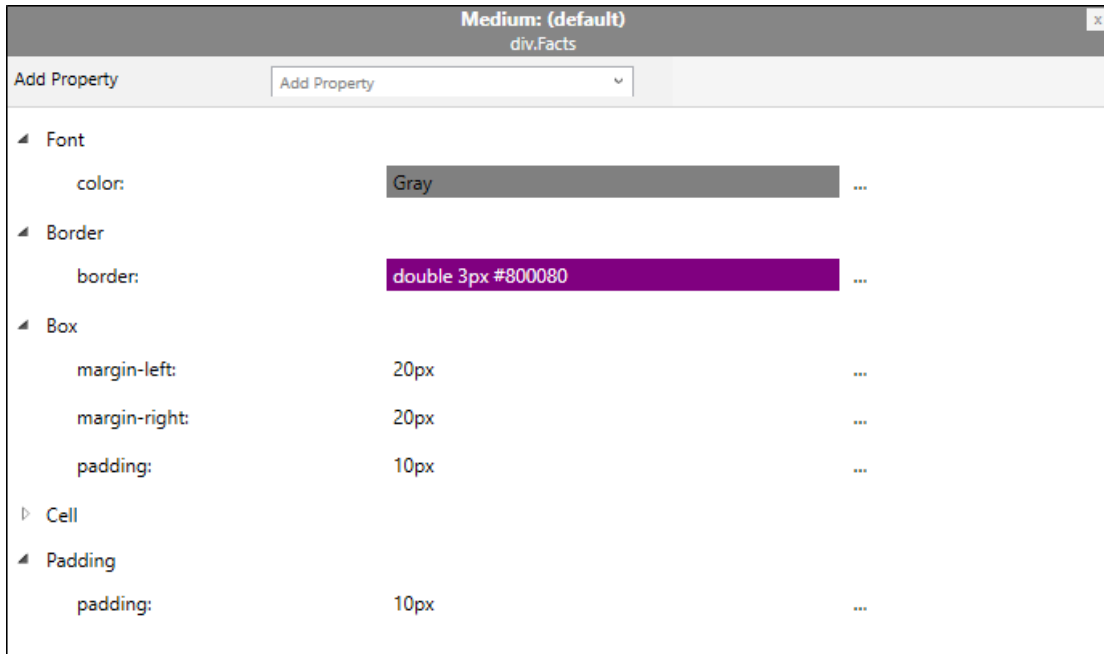 Medium: (default)
x
div.Facts
Add Property Add Property
Font
color: Gray ...
Border
border: double 3px #800080 ...
Box
margin-left: 20px ...
margin-right: 20px ...
padding: 10px ...
Cell
Padding
padding: 10px ...